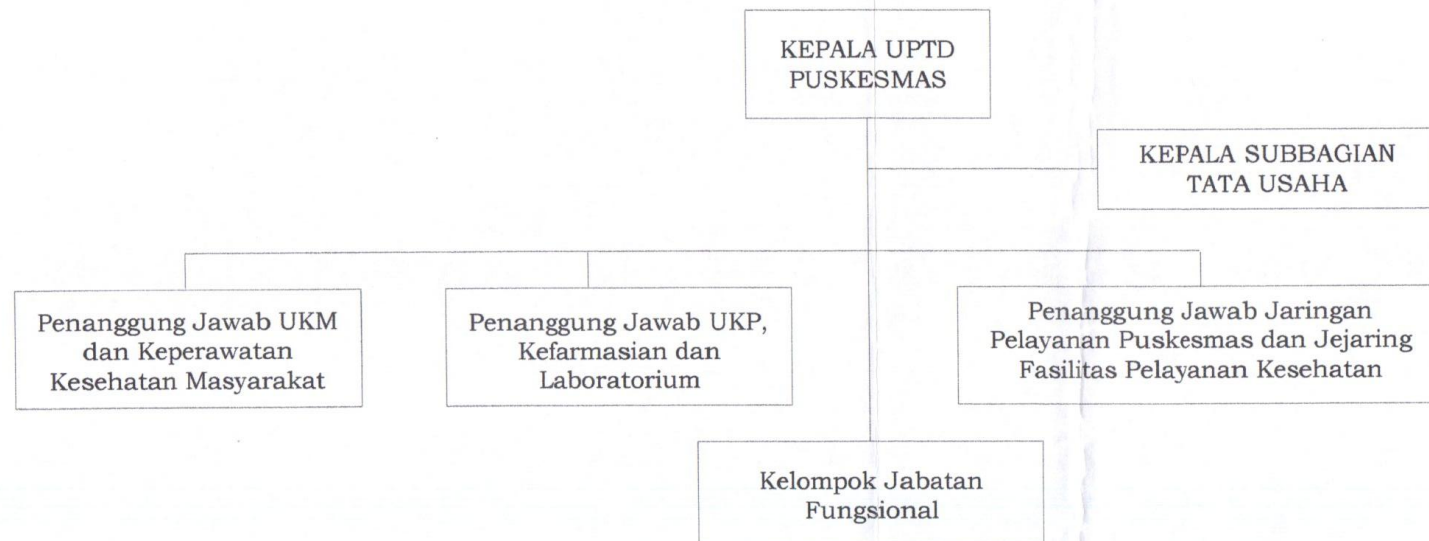 KEPALA UPTD
PUSKESMAS
KEPALA SUBBAGIAN
TATA USAHA
Penanggung Jawab UKM
dan Keperawatan
Kesehatan Masyarakat
Penanggung Jawab UKP,
Kefarmasian dan
Laboratorium
Penanggung Jawab Jaringan
Pelayanan Puskesmas dan Jejaring
Fasilitas Pelayanan Kesehatan
Kelompok Jabatan
Fungsional